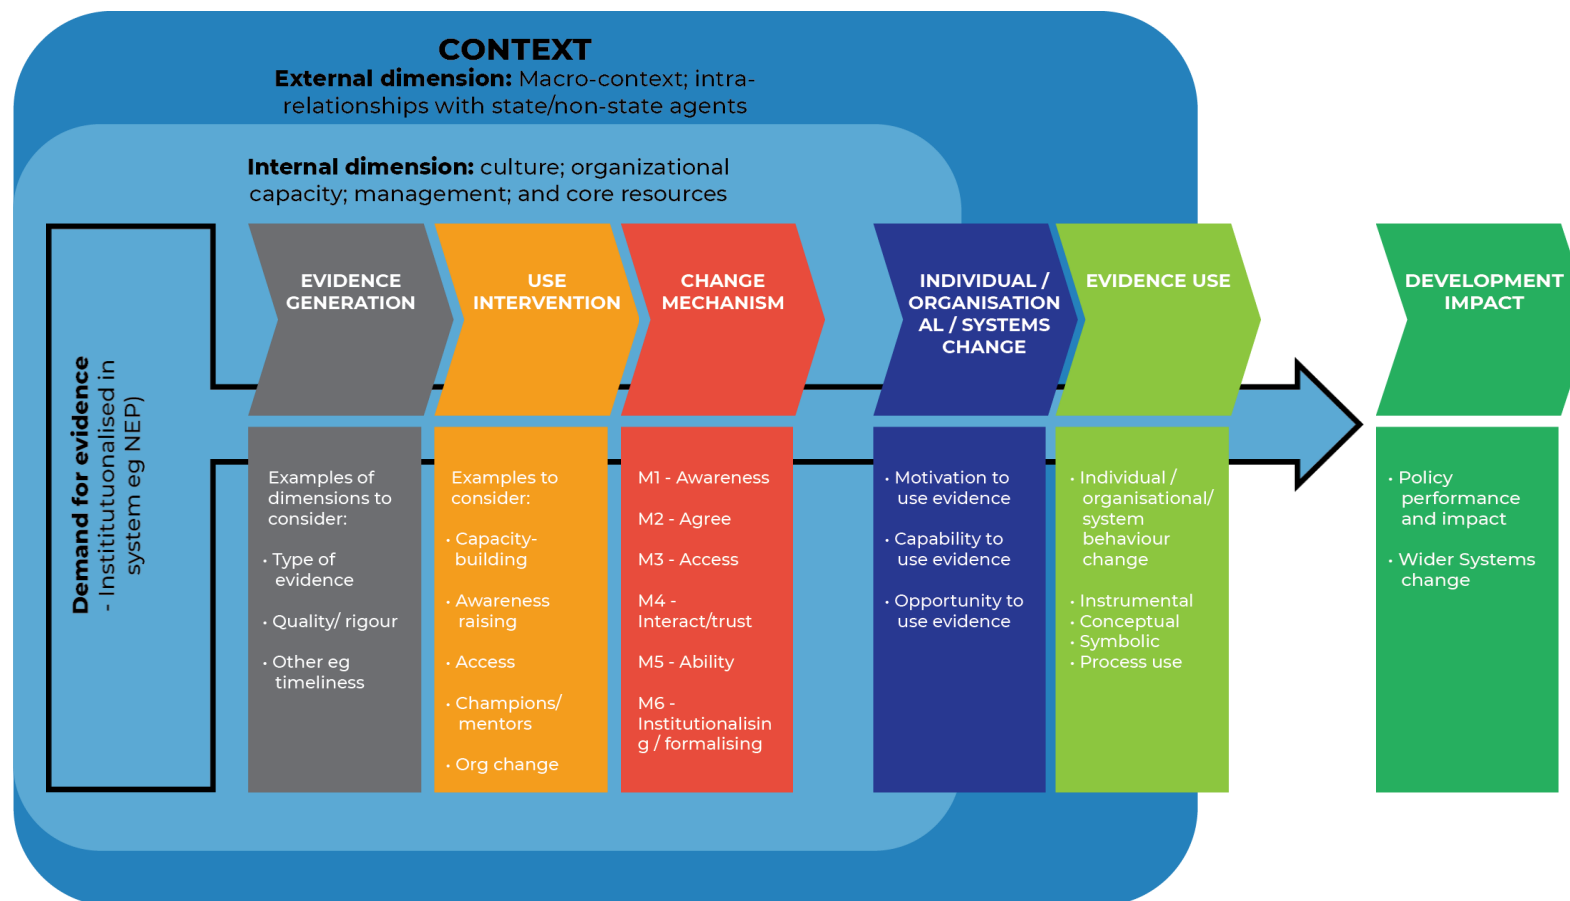 CONTEXT
External dimension: Macro-context; intra-
relationships with state/non-state agents
Internal dimension: culture; organizational
capacity; management; and core resources
Demand for evidence
- Instititutuonalised in
system eg NEP)
EVIDENCE
GENERATION
Examples of
dimensions to
consider:
• Type of
evidence
• Quality/ rigour
• Other eg
timeliness
USE
INTERVENTION
Examples to
consider:
• Capacity-
building
• Awareness
raising
• Access
• Champions/
mentors
• Org change
CHANGE
MECHANISM
M1 - Awareness
M2 - Agree
M3 - Access
M4 -
Interact/trust
M5 - Ability
M6 -
Institutionalisin
g / formalising
INDIVIDUAL /
ORGANISATION
AL / SYSTEMS
CHANGE
• Motivation to
use evidence
• Capability to
use evidence
• Opportunity to
use evidence
EVIDENCE USE
• Individual /
organisational/
system
behaviour
change
• Instrumental
• Conceptual
• Symbolic
• Process use
DEVELOPMENT
IMPACT
• Policy
performance
and impact
• Wider Systems
change